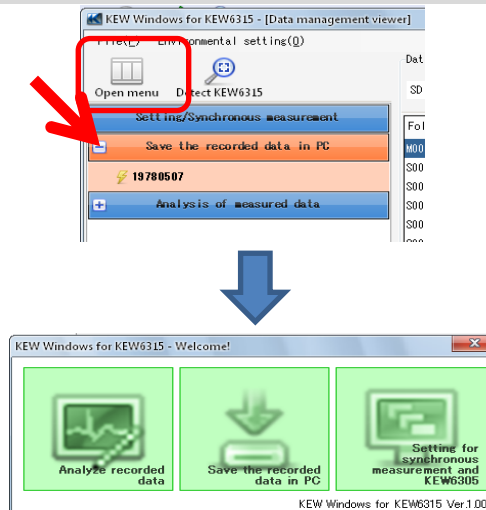 KEW Windows for KEW6315 - [Data management viewer]
Environmental setting(O)
Dat
Open menu
Detect KEW6315
SD
Setting/Synchronous measurement
Fol
Save the recorded data in PC
M00
S00
19780507
S00
S00
Analysis of measured data
S00
KEW Windows for KEW6315 - Welcome!
Analyze recorded
data
Save the recorded
data in PC
Setting for
synchronous
measurement and
KEW6305
KEW Windows for KEW6315 Ver.1.00